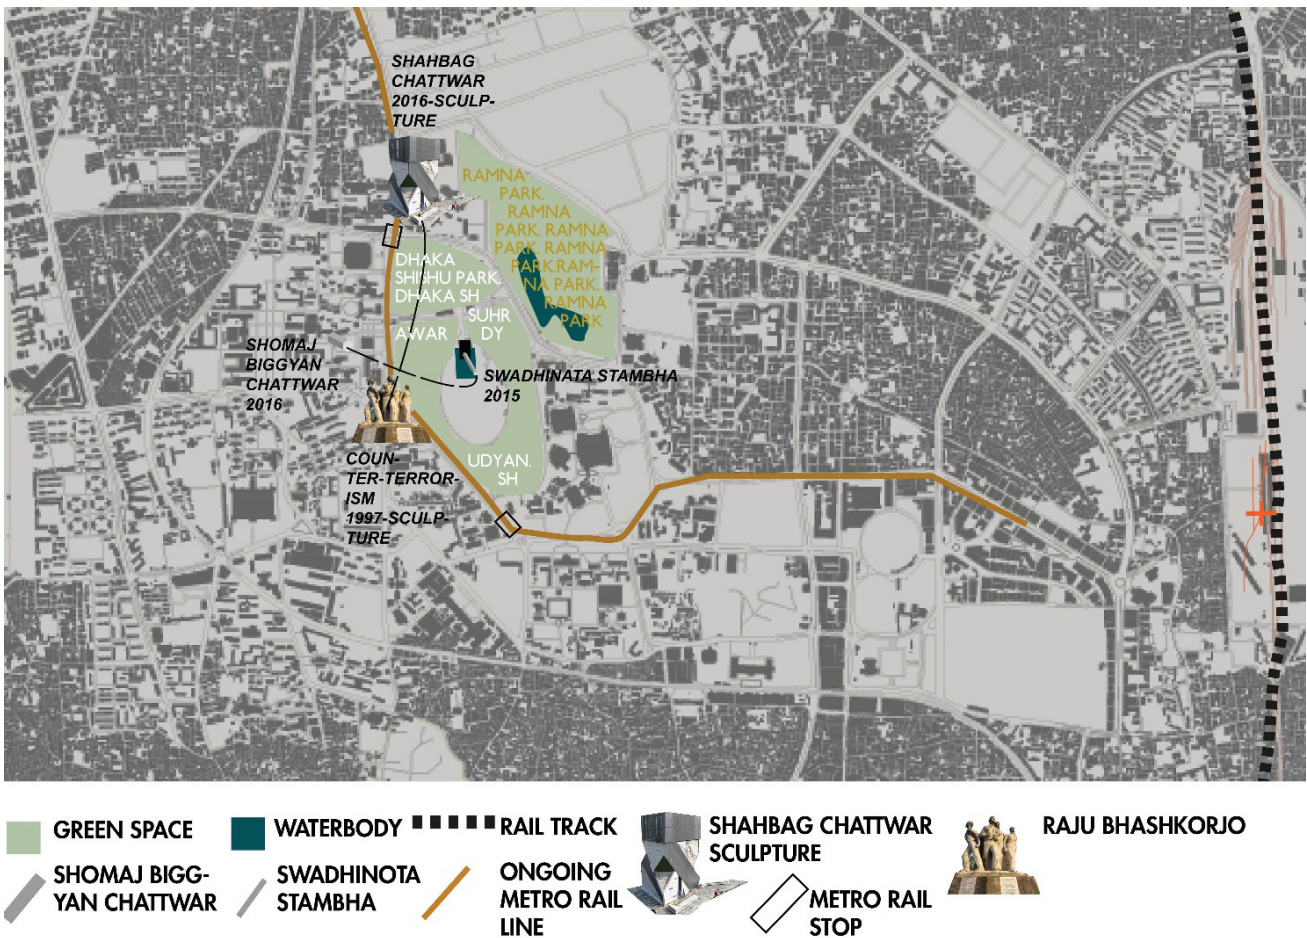 SHAHBAG
CHATTWAR
2016-SCULP-
TURE
RAMNA
PARK.
RAMNA
PARK. RAMNA
PARK. RAMNA
PARK.RAM-
NA PARK.
RAMNA
PARK
DHAKA
SHISHU PARK.
DHAKA SH
SUHR
AWAR DY
SHOMAJ
BIGGYAN
CHATTWAR
2016
SWADHINATA STAMBHA
2015
COUN-
TER-TERROR-
ISM
1997-SCULP-
TURE
UDYAN.
SH
GREEN SPACE
WATERBODY
RAIL TRACK
SHAHBAG CHATTWAR
SCULPTURE
RAJU BHASHKORJO
SHOMAJ BIGG-
YAN CHATTWAR
SWADHINOTA
STAMBHA
ONGOING
METRO RAIL
LINE
METRO RAIL
STOP